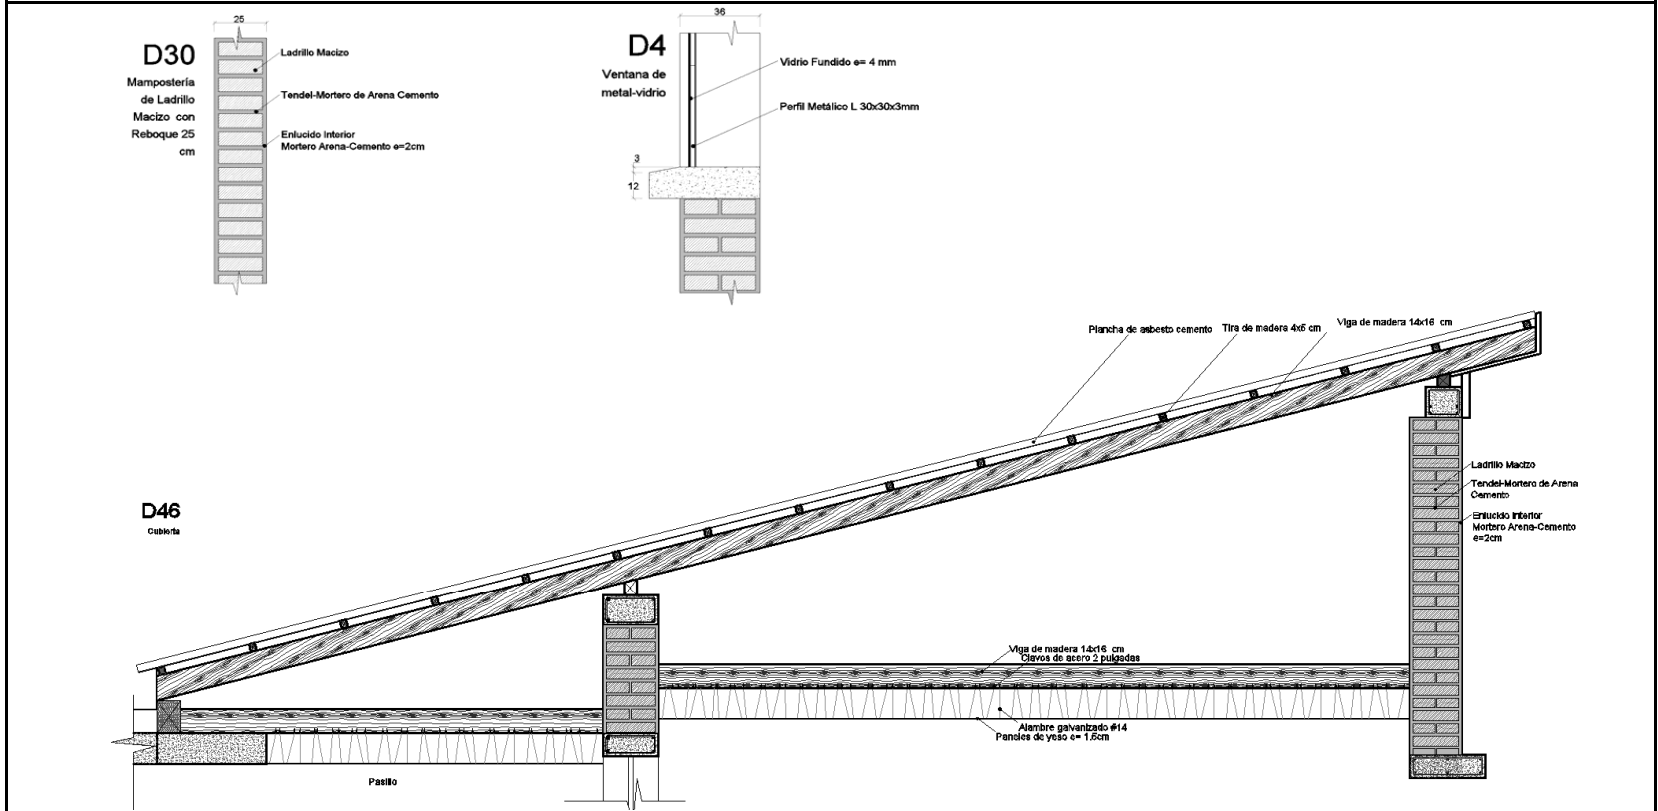 25
D30
Mampostería
de Ladrillo
Macizo con
Reboque 25
cm
Ladrillo Macizo
Tendel-Mortero de Arena Cemento
Enlucido Interior
Mortero Arena-Cemento e=2cm
36
D4
Ventana de
metal-vidrio
Vidrio Fundido e= 4 mm
Perfil Metálico L 30x30x3mm
3
12
Plancha de asbesto cemento
Tira de madera 4x5 cm
Viga de madera 14x16 cm
D46
Cubierta
Ladrillo Macizo
Tendel-Mortero de Arena
Cemento
Enlucido Interior
Mortero Arena-Cemento
e=2cm
Viga de madera 14x16 cm
Clavos de acero 2 pulgadas
Alambre galvanizado #14
Paneles de yeso e= 1.6cm
Pasillo